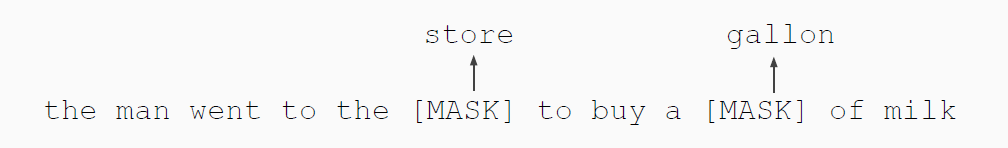 store gallon
the man went to the [MASK] to buy a [MASK] of milk